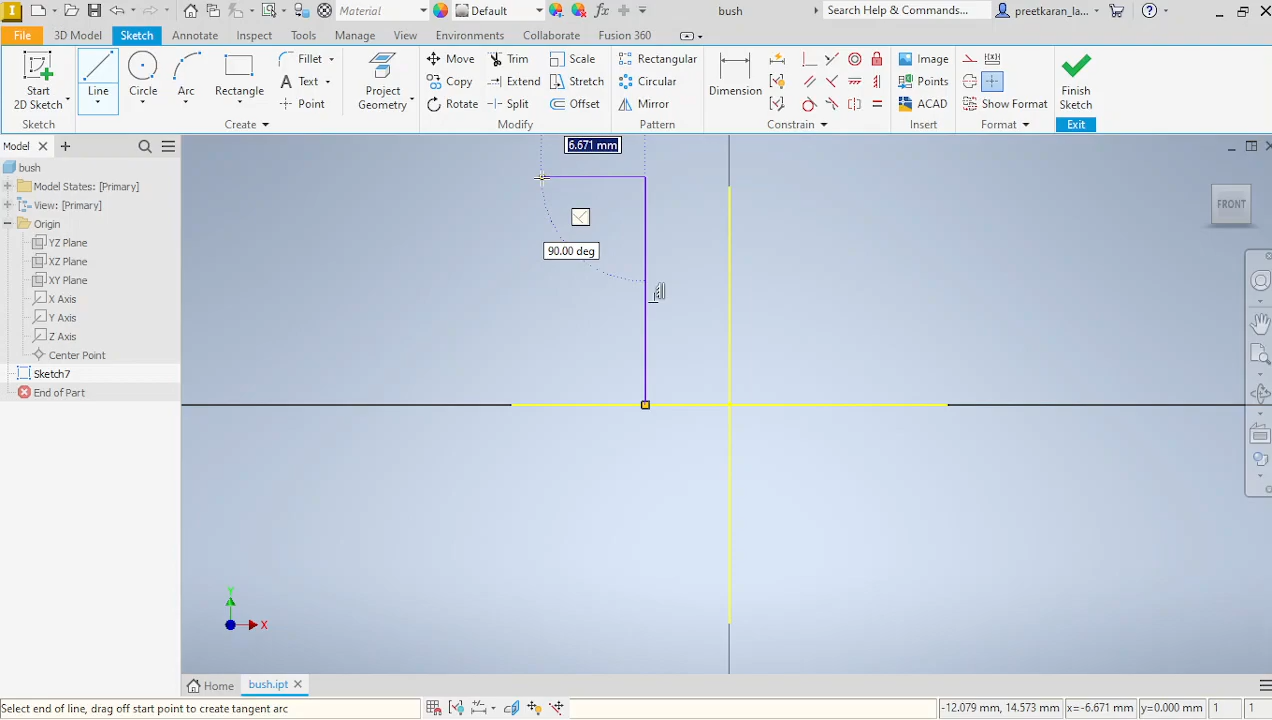 Material
Default
bush
Search Help & Commands...
preetkaran_la...
File
3D Model
Sketch
Annotate
Inspect
Tools
Manage
View
Environments
Collaborate
Fusion 360
Start
2D Sketch
Line
Circle
Arc
Rectangle
Fillet
Text
Point
Project
Geometry
Move
Copy
Rotate
Trim
Extend
Split
Scale
Stretch
Offset
Rectangular
Circular
Mirror
Dimension
Image
Points
ACAD
Show Format
Finish
Sketch
Sketch
Create
Modify
Pattern
Constrain
Insert
Format
Exit
Model
bush
Model States: [Primary]
View: [Primary]
Origin
YZ Plane
XZ Plane
XY Plane
X Axis
Y Axis
Z Axis
Center Point
Sketch7
End of Part
6.671 mm
90.00 deg
FRONT
Y
X
Home
bush.ipt
Select end of line, drag off start point to create tangent arc
-12.079 mm, 14.573 mm
x=-6.671 mm
y=0.000 mm
1
1